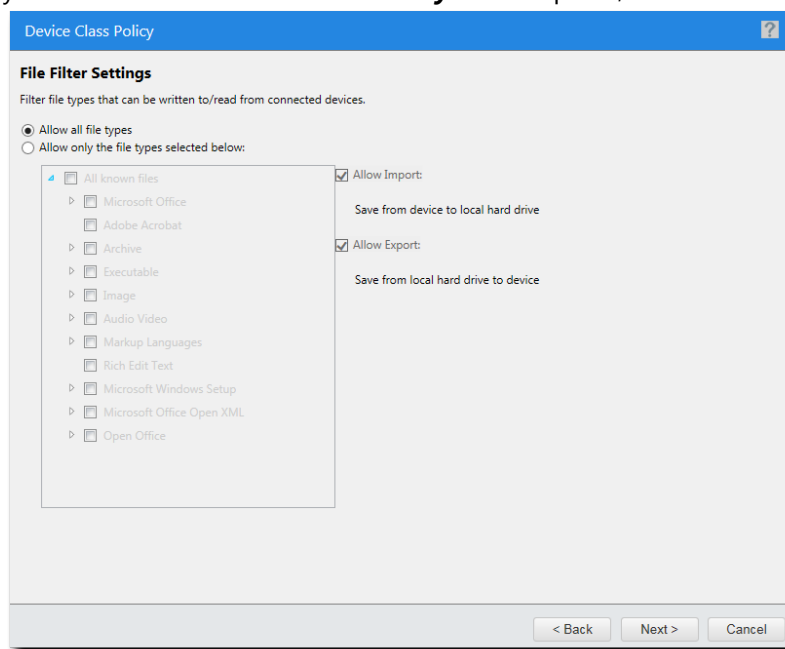 Device Class Policy
?
File Filter Settings
Filter file types that can be written to/read from connected devices.
Allow all file types
Allow only the file types selected below:
All known files
Microsoft Office
Adobe Acrobat
Archive
Executable
Image
Audio Video
Markup Languages
Rich Edit Text
Microsoft Windows Setup
Microsoft Office Open XML
Open Office
Allow Import:
Save from device to local hard drive
Allow Export:
Save from local hard drive to device
< Back
Next >
Cancel